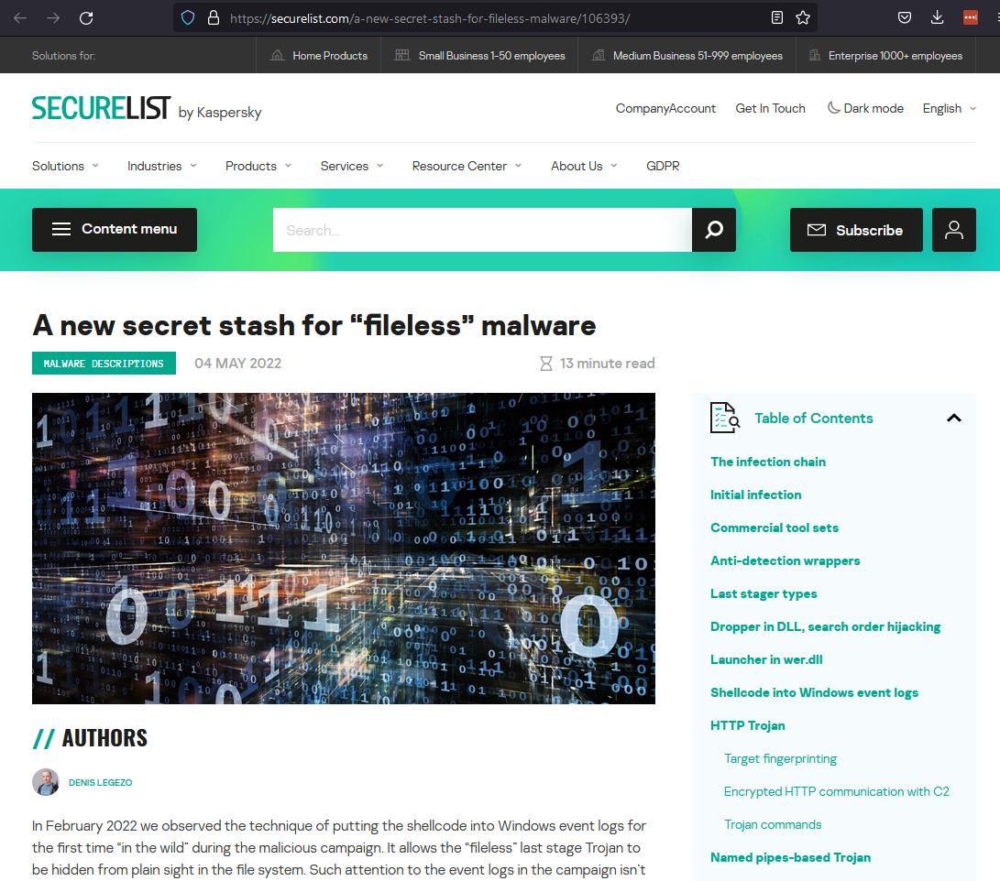 https://securelist.com/a-new-secret-stash-for-fileless-malware/106393/
Solutions for:
Home Products
Small Business 1-50 employees
Medium Business 51-999 employees
Enterprise 1000+ employees
SECURELIST by Kaspersky
CompanyAccount
Get In Touch
Dark mode
English
Solutions
Industries
Products
Services
Resource Center
About Us
GDPR
Content menu
Search...
Subscribe
A new secret stash for “fileless” malware
MALWARE DESCRIPTIONS
04 MAY 2022
13 minute read
// AUTHORS
DENIS LEGEZO
In February 2022 we observed the technique of putting the shellcode into Windows event logs for
the first time “in the wild” during the malicious campaign. It allows the “fileless” last stage Trojan to
be hidden from plain sight in the file system. Such attention to the event logs in the campaign isn't
Table of Contents
The infection chain
Initial infection
Commercial tool sets
Anti-detection wrappers
Last stager types
Dropper in DLL, search order hijacking
Launcher in wer.dll
Shellcode into Windows event logs
HTTP Trojan
Target fingerprinting
Encrypted HTTP communication with C2
Trojan commands
Named pipes-based Trojan